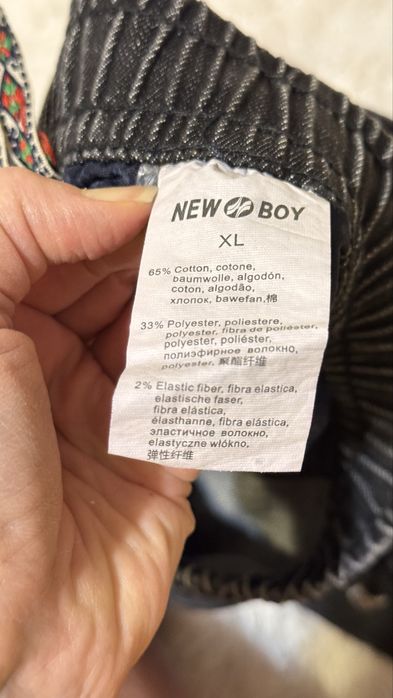 NEW BOY
XL
65% Cotton, cotone,
baumwolle, algodón,
coton, algodão,
хлопок, bawefan,棉
33% Polyester, poliestere,
polyester, fibra de poliéster,
polyester, poliéster,
полиэфирное волокно,
polyester, 聚酯纤维
2% Elastic fiber, fibra elastica,
elastische faser,
fibra elástica,
élasthanne, fibra elástica,
эластичное волокно,
elastyczne wlókno,
弹性纤维